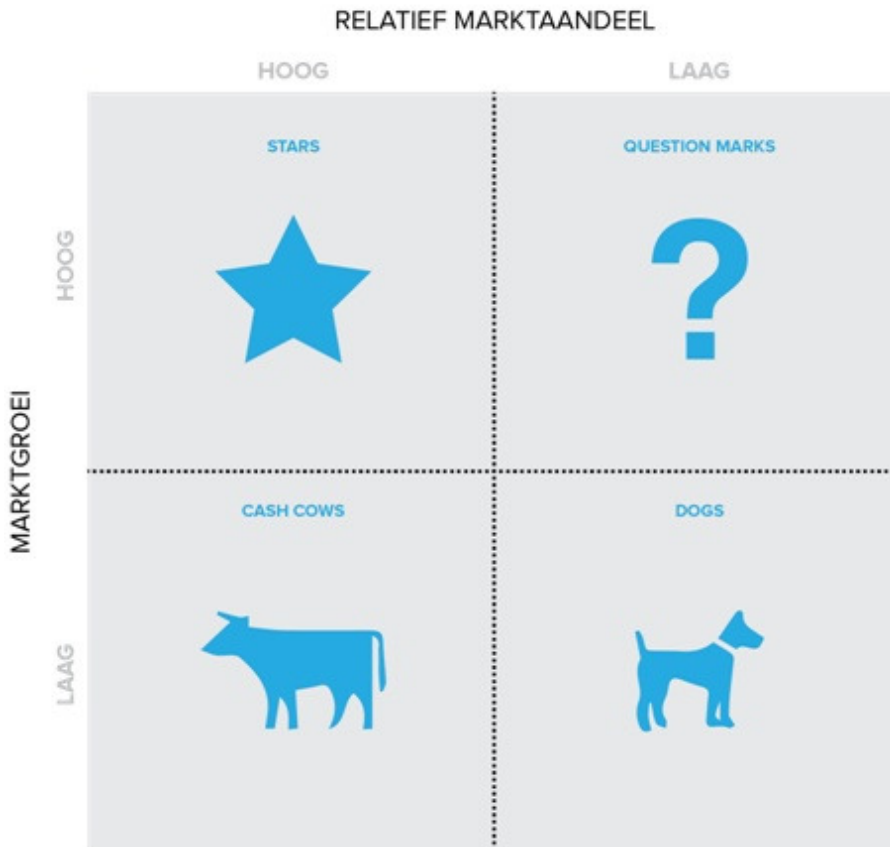 RELATIEF MARKTAANDEEL
HOOG
LAAG
STARS
QUESTION MARKS
?
HOOG
MARKTGROEI
CASH COWS
DOGS
LAAG